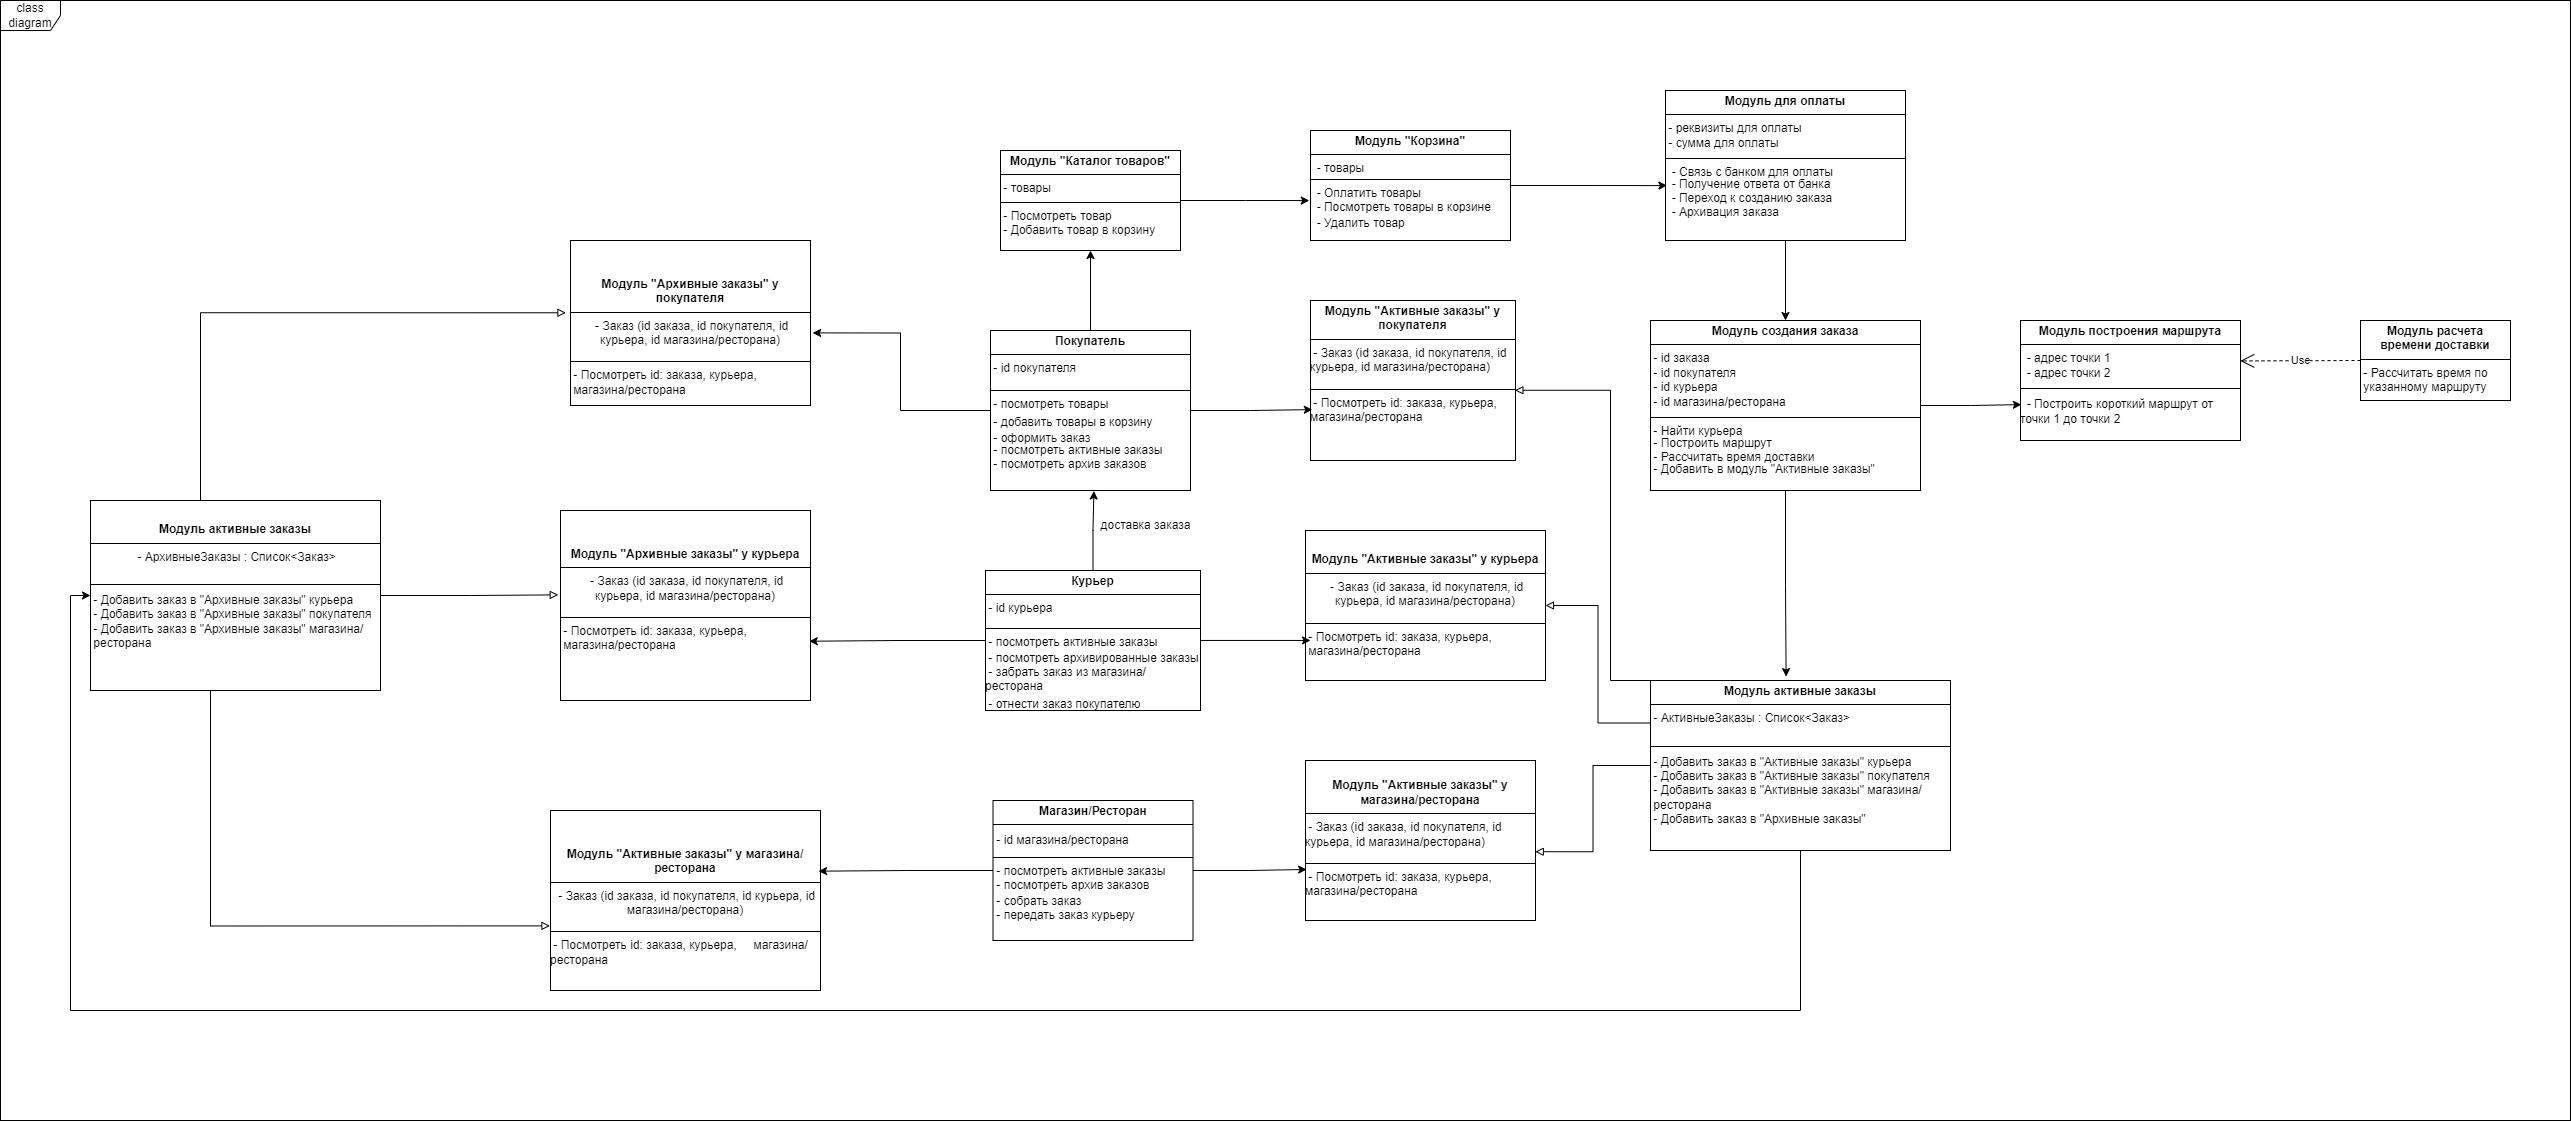 class
diagram
Модуль для оплаты
- реквизиты для оплаты
- сумма для оплаты
- Связь с банком для оплаты
- Получение ответа от банка
- Переход к созданию заказа
- Архивация заказа
Модуль "Корзина"
- товары
- Оплатить товары
- Посмотреть товары в корзине
- Удалить товар
Модуль "Каталог товаров"
- товары
- Посмотреть товар
- Добавить товар в корзину
Модуль "Архивные заказы" у
покупателя
- Заказ (id заказа, id покупателя, id
курьера, id магазина/ресторана)
- Посмотреть id: заказа, курьера,
магазина/ресторана
Покупатель
- id покупателя
- посмотреть товары
- добавить товары в корзину
- оформить заказ
- посмотреть активные заказы
- посмотреть архив заказов
Модуль "Активные заказы" у
покупателя
- Заказ (id заказа, id покупателя, id
курьера, id магазина/ресторана)
- Посмотреть id: заказа, курьера,
магазина/ресторана
Модуль создания заказа
- id заказа
- id покупателя
- id курьера
- id магазина/ресторана
- Найти курьера
- Построить маршрут
- Рассчитать время доставки
- Добавить в модуль "Активные заказы"
Модуль построения маршрута
- адрес точки 1
- адрес точки 2
- Построить короткий маршрут от
точки 1 до точки 2
Use
Модуль расчета
времени доставки
- Рассчитать время по
указанному маршруту
Модуль активные заказы
- АрхивныеЗаказы : Список<Заказ>
- Добавить заказ в "Архивные заказы" курьера
- Добавить заказ в "Архивные заказы" покупателя
- Добавить заказ в "Архивные заказы" магазина/
ресторана
Модуль "Архивные заказы" у курьера
- Заказ (id заказа, id покупателя, id
курьера, id магазина/ресторана)
- Посмотреть id: заказа, курьера,
магазина/ресторана
доставка заказа
Курьер
- id курьера
- посмотреть активные заказы
- посмотреть архивированные заказы
- забрать заказ из магазина/
ресторана
- отнести заказ покупателю
Модуль "Активные заказы" у курьера
- Заказ (id заказа, id покупателя, id
курьера, id магазина/ресторана)
- Посмотреть id: заказа, курьера,
магазина/ресторана
Модуль активные заказы
- АктивныеЗаказы : Список<Заказ>
- Добавить заказ в "Активные заказы" курьера
- Добавить заказ в "Активные заказы" покупателя
- Добавить заказ в "Активные заказы" магазина/
ресторана
- Добавить заказ в "Архивные заказы"
Модуль "Активные заказы" у магазина/
ресторана
- Заказ (id заказа, id покупателя, id курьера, id
магазина/ресторана)
- Посмотреть id: заказа, курьера, магазина/
ресторана
Магазин/Ресторан
- id магазина/ресторана
- посмотреть активные заказы
- посмотреть архив заказов
- собрать заказ
- передать заказ курьеру
Модуль "Активные заказы" у
магазина/ресторана
- Заказ (id заказа, id покупателя, id
курьера, id магазина/ресторана)
- Посмотреть id: заказа, курьера,
магазина/ресторана